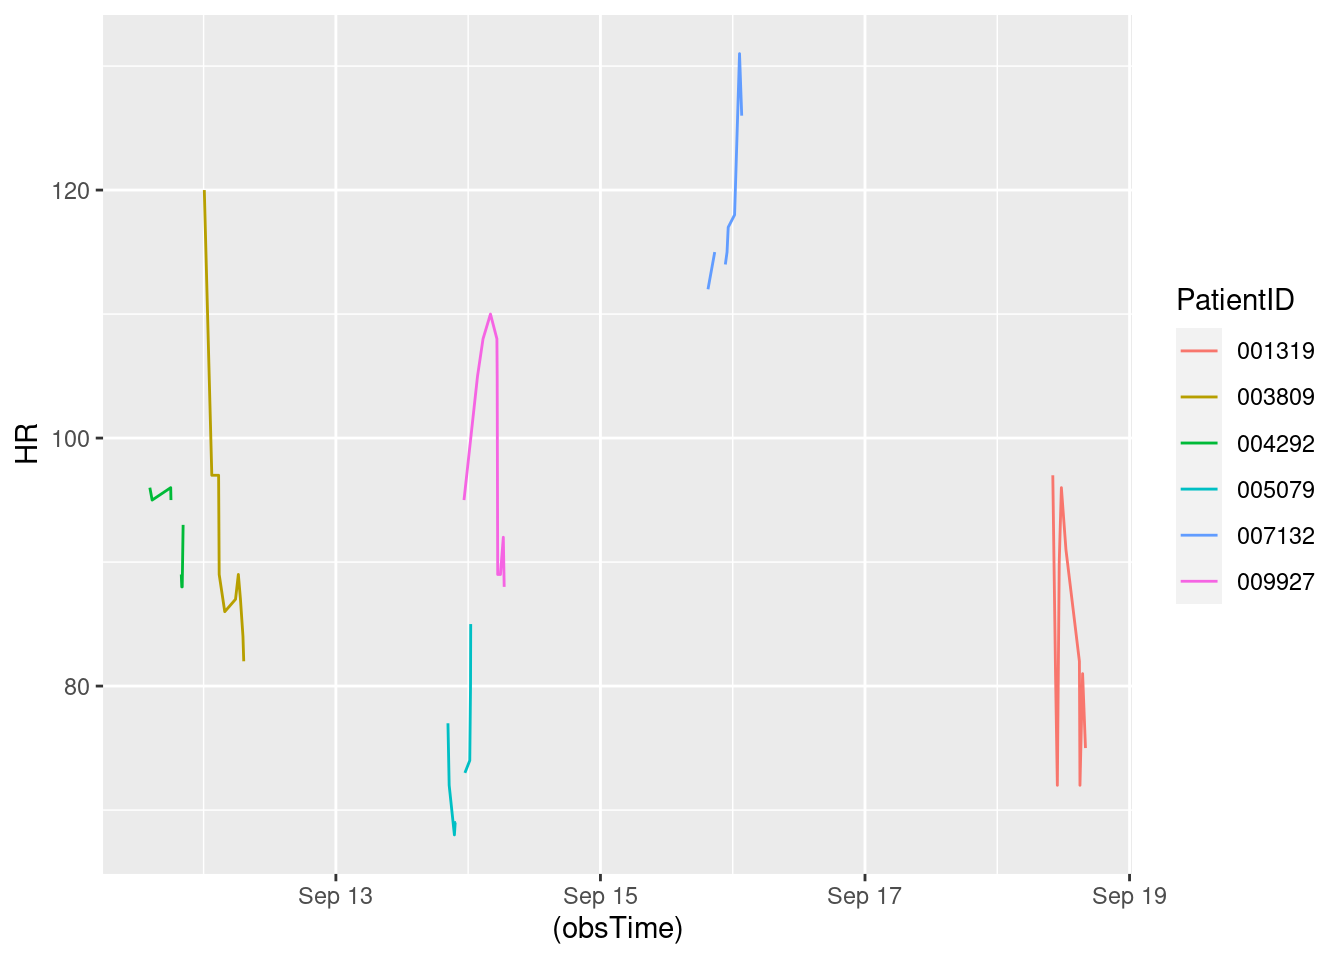 120
100
80
HR
Sep 13
Sep 15
Sep 17
Sep 19
(obsTime)
PatientID
001319
003809
004292
005079
007132
009927